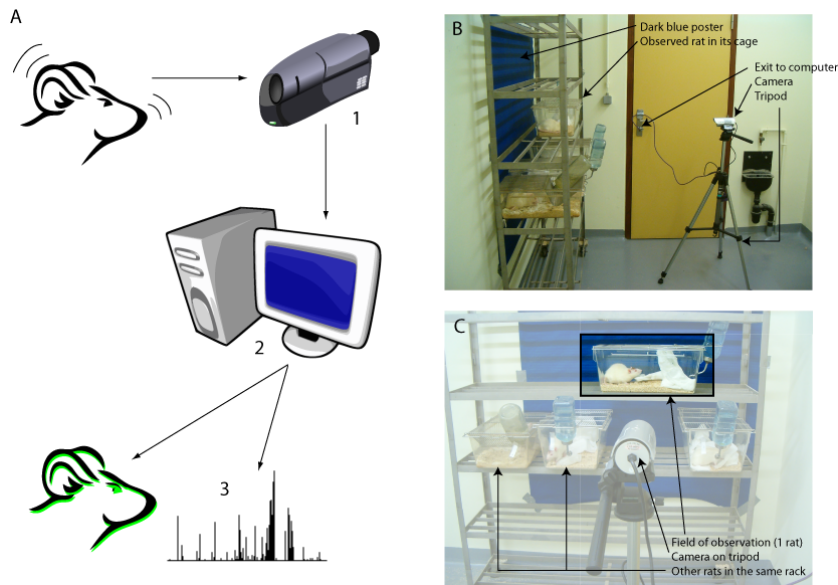 A
1
2
3
B
Dark blue poster
Observed rat in its cage
Exit to computer
Camera
Tripod
C
Field of observation (1 rat)
Camera on tripod
Other rats in the same rack